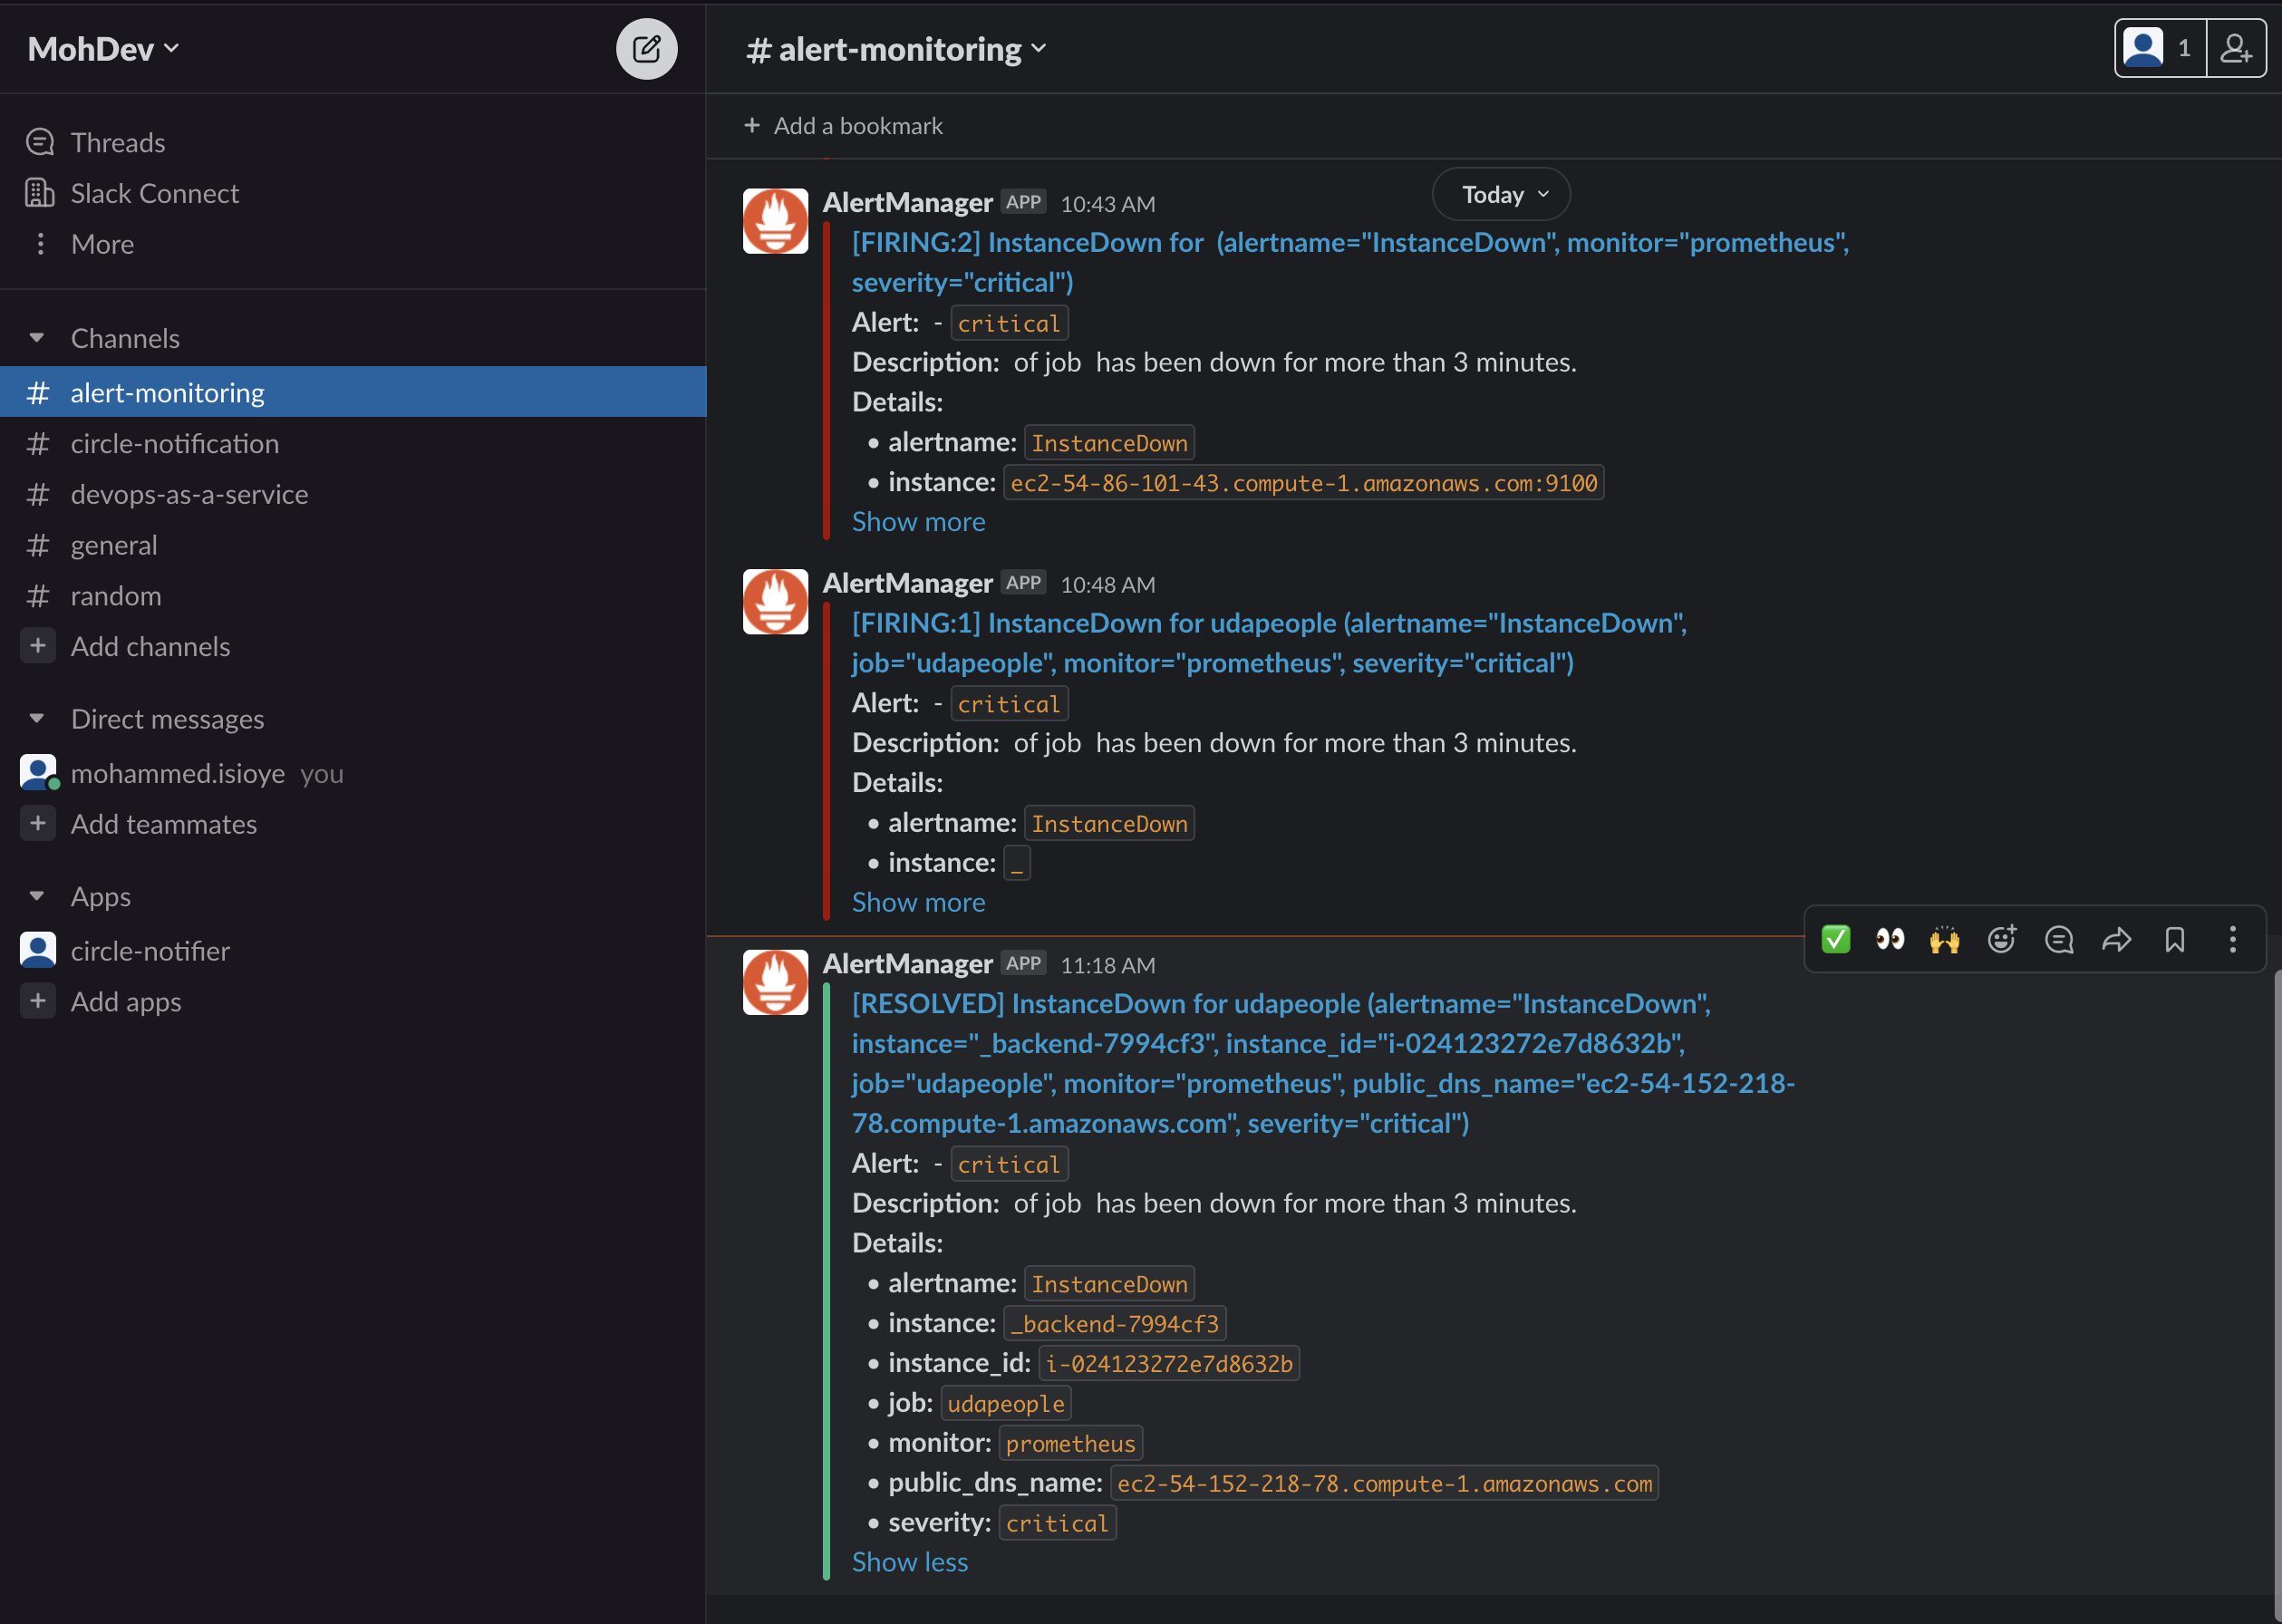 MohDev
Threads
Slack Connect
More
Channels
# alert-monitoring
# circle-notification
# devops-as-a-service
# general
# random
+ Add channels
Direct messages
mohammed.isioye you
+ Add teammates
Apps
circle-notifier
+ Add apps
# alert-monitoring
1
+ Add a bookmark
Today
AlertManager APP 10:43 AM
[FIRING:2] InstanceDown for (alertname="InstanceDown", monitor="prometheus",
severity="critical")
Alert: - critical
Description: of job has been down for more than 3 minutes.
Details:
• alertname: InstanceDown
• instance: ec2-54-86-101-43.compute-1.amazonaws.com:9100
Show more
AlertManager APP 10:48 AM
[FIRING:1] InstanceDown for udapeople (alertname="InstanceDown",
job="udapeople", monitor="prometheus", severity="critical")
Alert: - critical
Description: of job has been down for more than 3 minutes.
Details:
• alertname: InstanceDown
• instance: _
Show more
AlertManager APP 11:18 AM
[RESOLVED] InstanceDown for udapeople (alertname="InstanceDown",
instance="_backend-7994cf3", instance_id="i-024123272e7d8632b",
job="udapeople", monitor="prometheus", public_dns_name="ec2-54-152-218-
78.compute-1.amazonaws.com", severity="critical")
Alert: - critical
Description: of job has been down for more than 3 minutes.
Details:
• alertname: InstanceDown
• instance: _backend-7994cf3
• instance_id: i-024123272e7d8632b
• job: udapeople
• monitor: prometheus
• public_dns_name: ec2-54-152-218-78.compute-1.amazonaws.com
• severity: critical
Show less